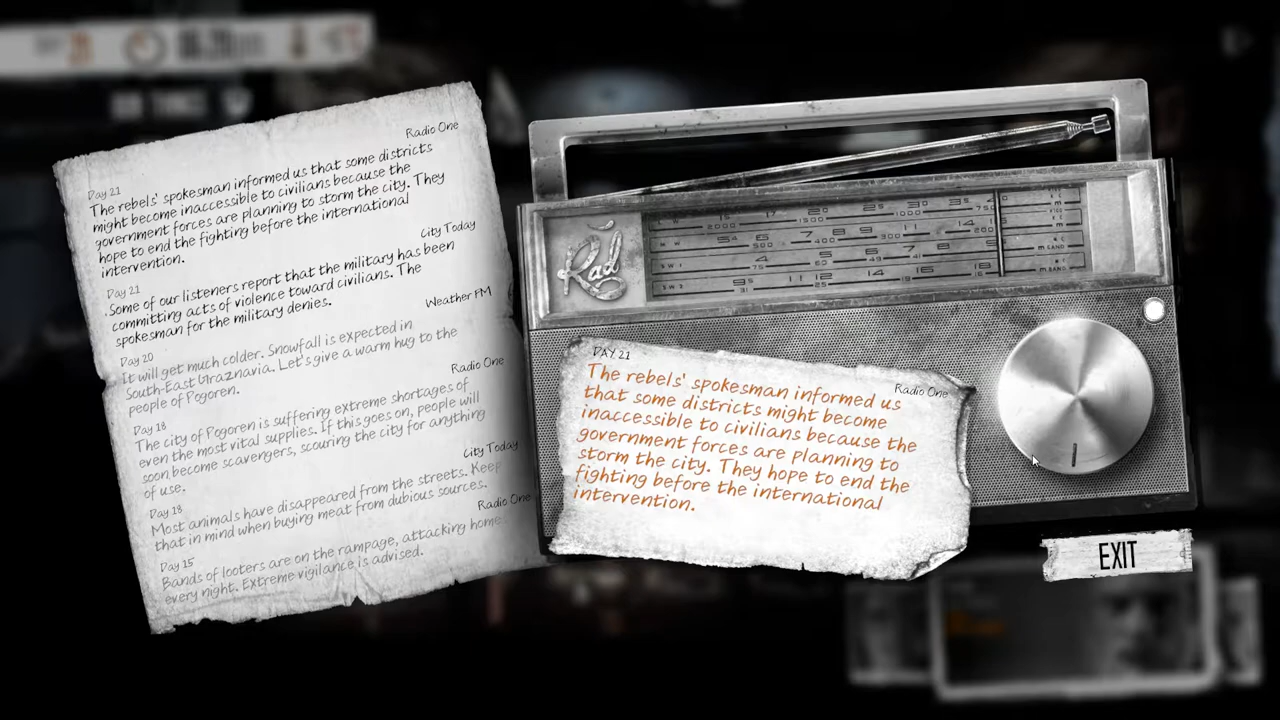 Radio One
Day 21
The rebels' spokesman informed us that some districts
might become inaccessible to civilians because the
government forces are planning to storm the city. They
hope to end the fighting before the international
intervention.
City Today
Day 21
Some of our listeners report that the military has been
committing acts of violence toward civilians. The
spokesman for the military denies.
Weather FM
Day 20
It will get much colder. Snowfall is expected in
South-East Graznavia. Let's give a warm hug to the
people of Pogoren.
Radio One
Day 18
The city of Pogoren is suffering extreme shortages of
even the most vital supplies. If this goes on, people will
soon become scavengers, scouring the city for anything
of use.
City Today
Day 18
Most animals have disappeared from the streets. Keep
that in mind when buying meat from dubious sources.
Radio One
Day 15
Bands of looters are on the rampage, attacking home
every night. Extreme vigilance is advised.
Rad
DAY 21
Radio One
The rebels' spokesman informed us
that some districts might become
inaccessible to civilians because the
government forces are planning to
storm the city. They hope to end the
fighting before the international
intervention.
EXIT